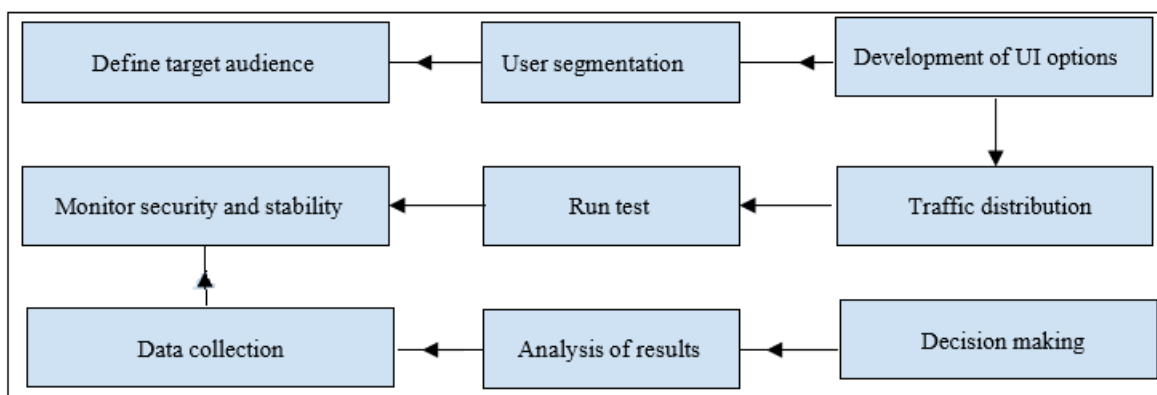 Define target audience
User segmentation
Development of UI options
Monitor security and stability
Run test
Traffic distribution
Data collection
Analysis of results
Decision making